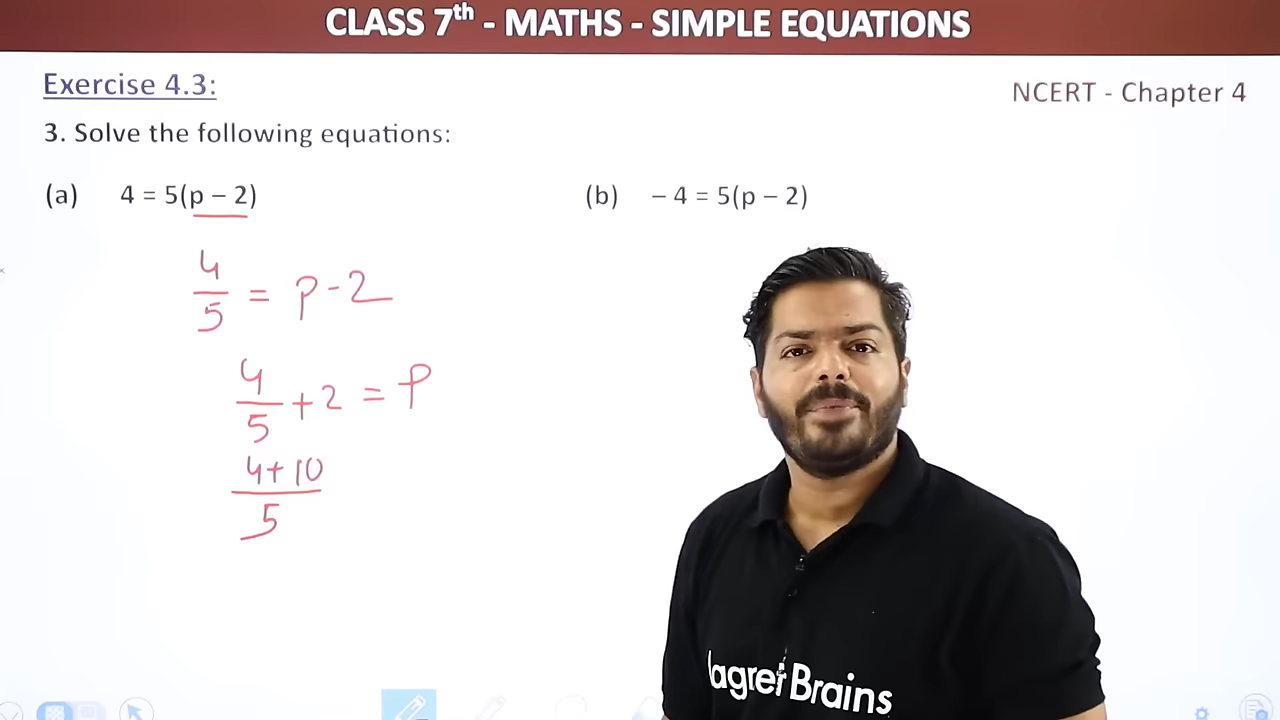 CLASS 7th - MATHS - SIMPLE EQUATIONS
Exercise 4.3:
NCERT - Chapter 4
3. Solve the following equations:
(a) 4 = 5(p – 2)
(b) – 4 = 5(p – 2)
4/5 = p - 2
4/5 + 2 = P
4+10/5
Magnet Brains